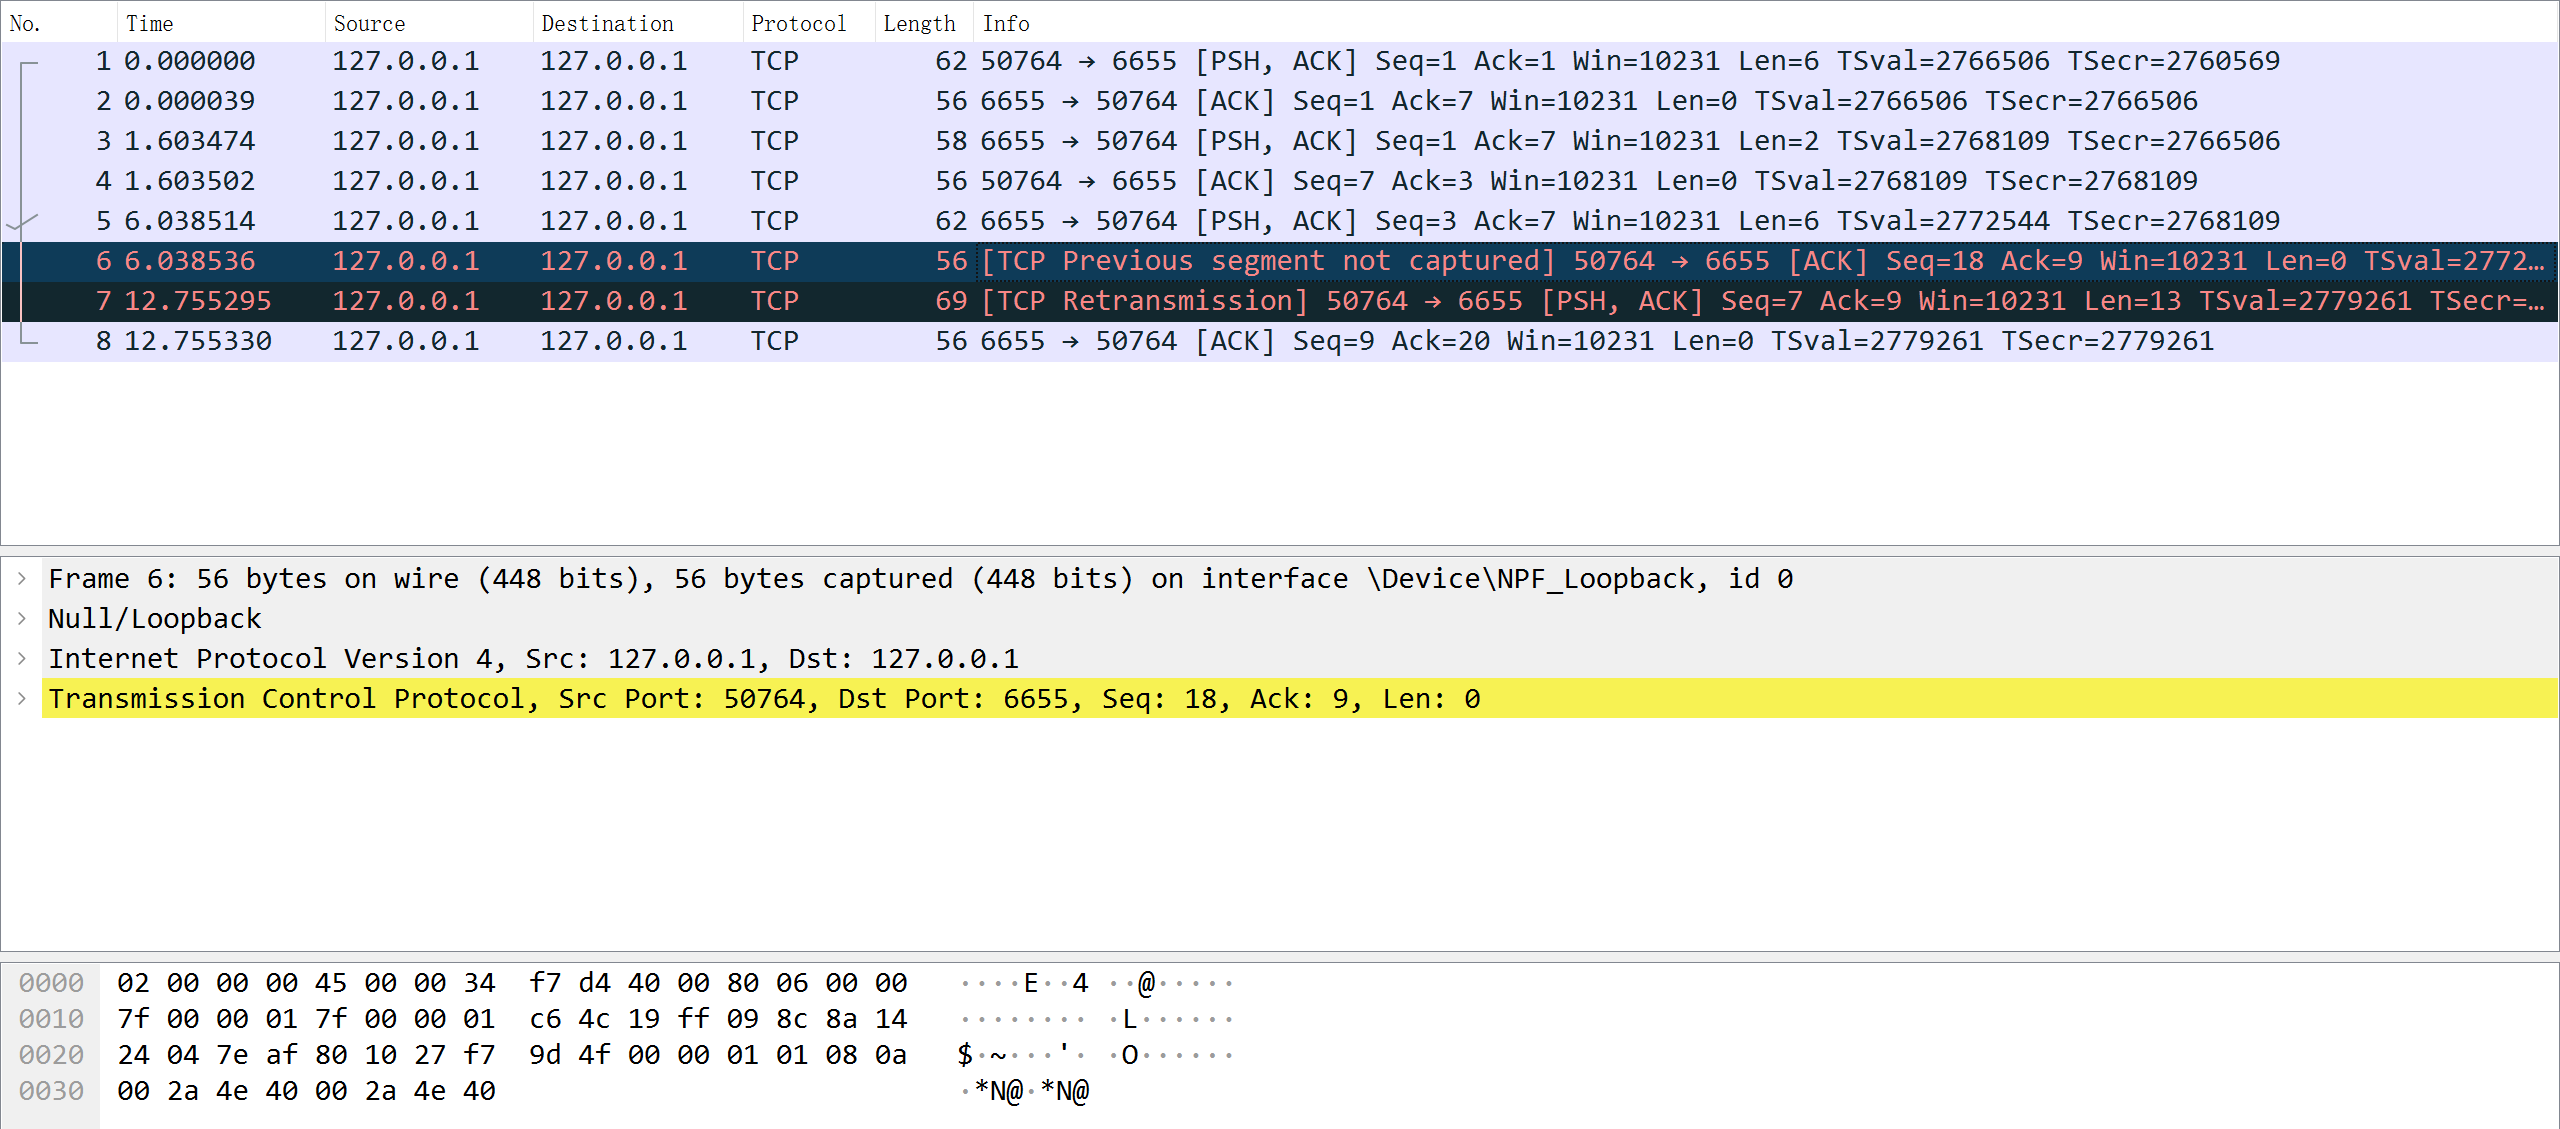 No. Time Source Destination Protocol Length Info
1 0.000000 127.0.0.1 127.0.0.1 TCP 62 50764 → 6655 [PSH, ACK] Seq=1 Ack=1 Win=10231 Len=6 TSval=2766506 TSecr=2760569
2 0.000039 127.0.0.1 127.0.0.1 TCP 56 6655 → 50764 [ACK] Seq=1 Ack=7 Win=10231 Len=0 TSval=2766506 TSecr=2766506
3 1.603474 127.0.0.1 127.0.0.1 TCP 58 6655 → 50764 [PSH, ACK] Seq=1 Ack=7 Win=10231 Len=2 TSval=2768109 TSecr=2766506
4 1.603502 127.0.0.1 127.0.0.1 TCP 56 50764 → 6655 [ACK] Seq=7 Ack=3 Win=10231 Len=0 TSval=2768109 TSecr=2768109
5 6.038514 127.0.0.1 127.0.0.1 TCP 62 6655 → 50764 [PSH, ACK] Seq=3 Ack=7 Win=10231 Len=6 TSval=2772544 TSecr=2768109
6 6.038536 127.0.0.1 127.0.0.1 TCP 56 [TCP Previous segment not captured] 50764 → 6655 [ACK] Seq=18 Ack=9 Win=10231 Len=0 TSval=2772…
7 12.755295 127.0.0.1 127.0.0.1 TCP 69 [TCP Retransmission] 50764 → 6655 [PSH, ACK] Seq=7 Ack=9 Win=10231 Len=13 TSval=2779261 TSecr=…
8 12.755330 127.0.0.1 127.0.0.1 TCP 56 6655 → 50764 [ACK] Seq=9 Ack=20 Win=10231 Len=0 TSval=2779261 TSecr=2779261
Frame 6: 56 bytes on wire (448 bits), 56 bytes captured (448 bits) on interface \Device\NPF_Loopback, id 0
Null/Loopback
Internet Protocol Version 4, Src: 127.0.0.1, Dst: 127.0.0.1
Transmission Control Protocol, Src Port: 50764, Dst Port: 6655, Seq: 18, Ack: 9, Len: 0
0000 02 00 00 00 45 00 00 34 f7 d4 40 00 80 06 00 00 ····E··4 ··@·····
0010 7f 00 00 01 7f 00 00 01 c6 4c 19 ff 09 8c 8a 14 ········ ·L······
0020 24 04 7e af 80 10 27 f7 9d 4f 00 00 01 01 08 0a $·~···'· ·O······
0030 00 2a 4e 40 00 2a 4e 40 ·*N@·*N@